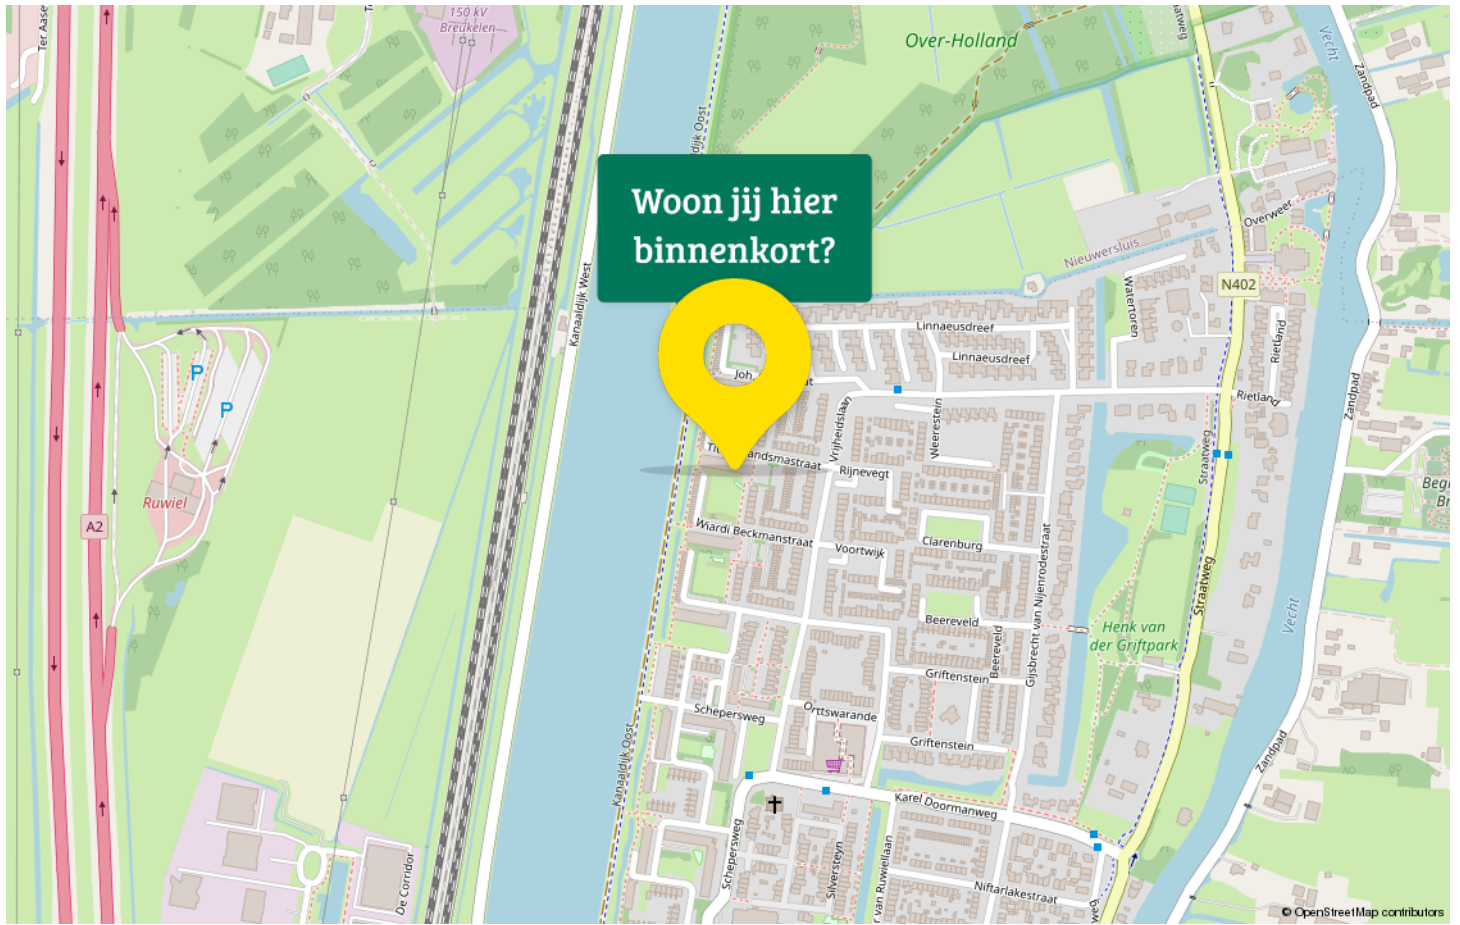 Ter Aase
150 kV
Breukelen
Over-Holland
Vecht
Zandpad
Kanaaldijk West
Woon jij hier
binnenkort?
Overweer
Nieuwersluis
N402
Watertoren
Linnaeusdreef
Linnaeusdreef
Rietland
Rietland
Zandpad
P
P
Vrijheidslaan
Weerestein
Straatweg
Rijnevegt
Ruwiel
A2
Wiardi Beckmanstraat
Voortwijk
Clarenburg
Gijsbrecht van Nijenrodestraat
Straatweg
Vecht
Beereveld
Beereveld
Henk van
der Griftpark
Griftenstein
Schepersweg
Orttswarande
Griftenstein
Kanaaldijk Oost
Zandpad
Karel Doormanweg
Schepersweg
Silversteyn
De Corridor
Niftarlakestraat
© OpenStreetMap contributors